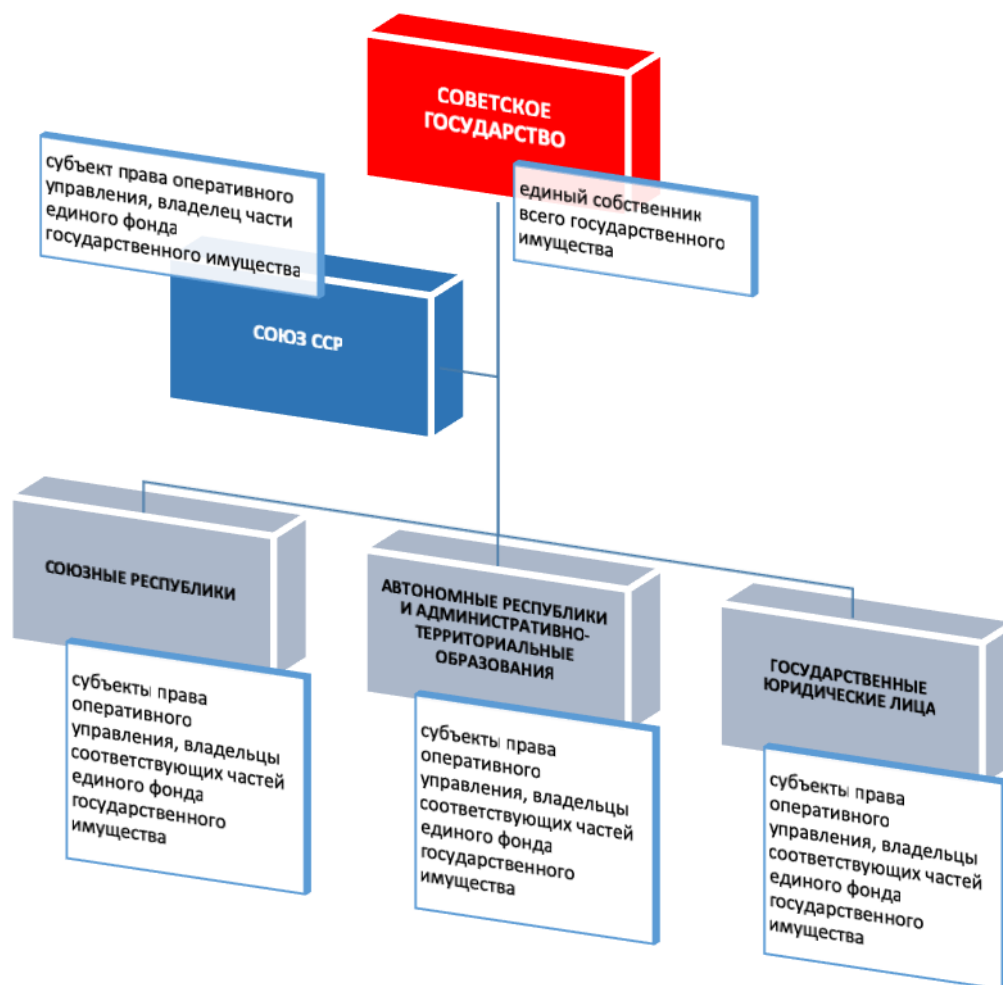 СОВЕТСКОЕ
ГОСУДАРСТВО
субъект права оперативного
управления, владелец части
единого фонда
государственного имущества
единый собственник
всего государственного
имущества
СОЮЗ ССР
СОЮЗНЫЕ РЕСПУБЛИКИ
АВТОНОМНЫЕ РЕСПУБЛИКИ
И АДМИНИСТРАТИВНО-
ТЕРРИТОРИАЛЬНЫЕ
ОБРАЗОВАНИЯ
ГОСУДАРСТВЕННЫЕ
ЮРИДИЧЕСКИЕ ЛИЦА
субъекты права
оперативного
управления, владельцы
соответствующих частей
единого фонда
государственного
имущества
субъекты права
оперативного
управления, владельцы
соответствующих частей
единого фонда
государственного
имущества
субъекты права
оперативного
управления, владельцы
соответствующих частей
единого фонда
государственного
имущества